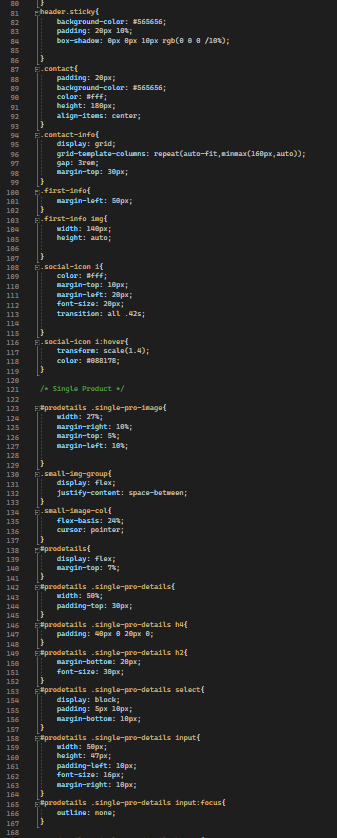 80 }
81 header.sticky{
82 background-color: #565656;
83 padding: 20px 10%;
84 box-shadow: 0px 0px 10px rgb(0 0 0 /10%);
85
86 }
87 .contact{
88 padding: 20px;
89 background-color: #565656;
90 color: #fff;
91 height: 180px;
92 align-items: center;
93 }
94 .contact-info{
95 display: grid;
96 grid-template-columns: repeat(auto-fit,minmax(160px,auto));
97 gap: 3rem;
98 margin-top: 30px;
99 }
100 .first-info{
101 margin-left: 50px;
102 }
103 .first-info img{
104 width: 140px;
105 height: auto;
106
107 }
108 .social-icon i{
109 color: #fff;
110 margin-top: 10px;
111 margin-left: 20px;
112 font-size: 20px;
113 transition: all .42s;
114
115 }
116 .social-icon i:hover{
117 transform: scale(1.4);
118 color: #088178;
119 }
120
121 /* Single Product */
122
123 #prodetails .single-pro-image{
124 width: 27%;
125 margin-right: 10%;
126 margin-top: 5%;
127 margin-left: 10%;
128
129 }
130 .small-img-group{
131 display: flex;
132 justify-content: space-between;
133 }
134 .small-image-col{
135 flex-basis: 24%;
136 cursor: pointer;
137 }
138 #prodetails{
139 display: flex;
140 margin-top: 7%;
141 }
142 #prodetails .single-pro-details{
143 width: 50%;
144 padding-top: 30px;
145 }
146 #prodetails .single-pro-details h4{
147 padding: 40px 0 20px 0;
148 }
149 #prodetails .single-pro-details h2{
150 margin-bottom: 20px;
151 font-size: 30px;
152 }
153 #prodetails .single-pro-details select{
154 display: block;
155 padding: 5px 10px;
156 margin-bottom: 10px;
157 }
158 #prodetails .single-pro-details input{
159 width: 50px;
160 height: 47px;
161 padding-left: 10px;
162 font-size: 16px;
163 margin-right: 10px;
164 }
165 #prodetails .single-pro-details input:focus{
166 outline: none;
167 }
168